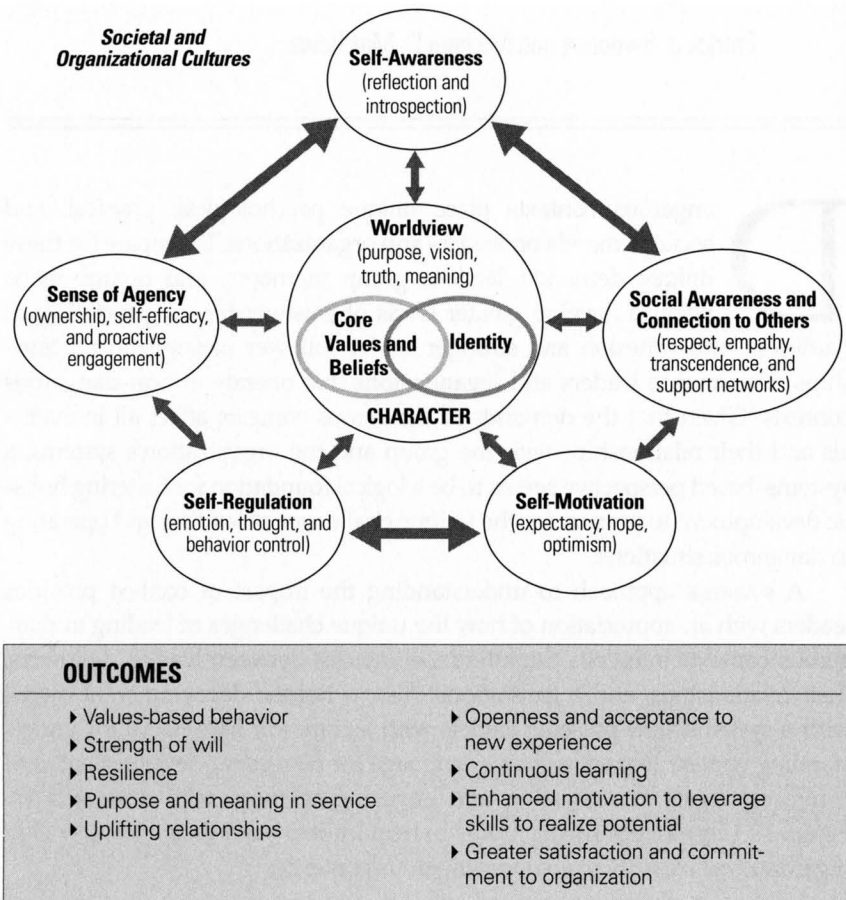 Societal and
Organizational Cultures
Self-Awareness
(reflection and
introspection)
Worldview
(purpose, vision,
truth, meaning)
Sense of Agency
(ownership, self-efficacy,
and proactive
engagement)
Core
Values and
Beliefs
Identity
CHARACTER
Social Awareness and
Connection to Others
(respect, empathy,
transcendence, and
support networks)
Self-Regulation
(emotion, thought, and
behavior control)
Self-Motivation
(expectancy, hope,
optimism)
OUTCOMES
Values-based behavior
Strength of will
Resilience
Purpose and meaning in service
Uplifting relationships
Openness and acceptance to
new experience
Continuous learning
Enhanced motivation to leverage
skills to realize potential
Greater satisfaction and commit-
ment to organization